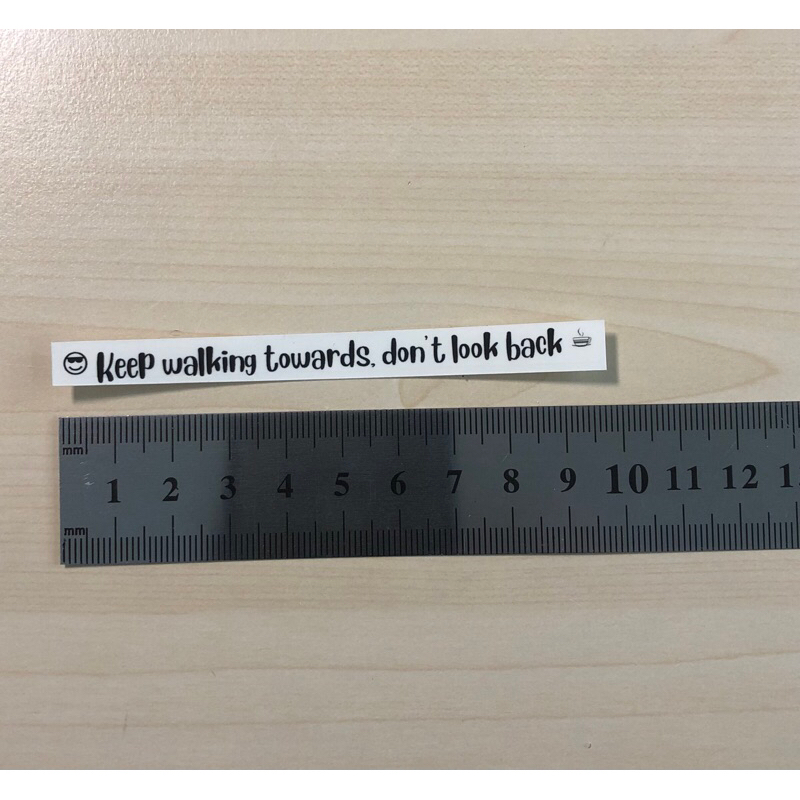 😎 Keep walking towards, don't look back ☕
mm
1 2 3 4 5 6 7 8 9 10 11 12
mm